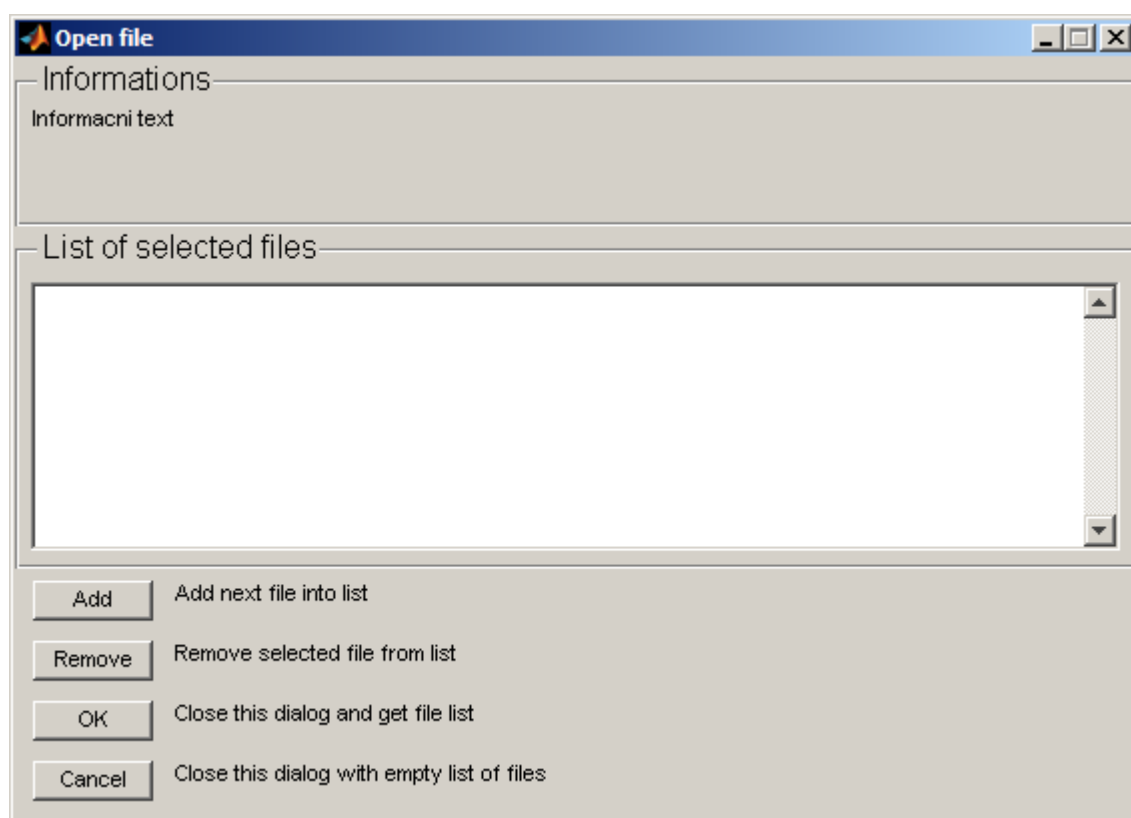 Open file
Informations
Informacni text
List of selected files
Add Add next file into list
Remove Remove selected file from list
OK Close this dialog and get file list
Cancel Close this dialog with empty list of files